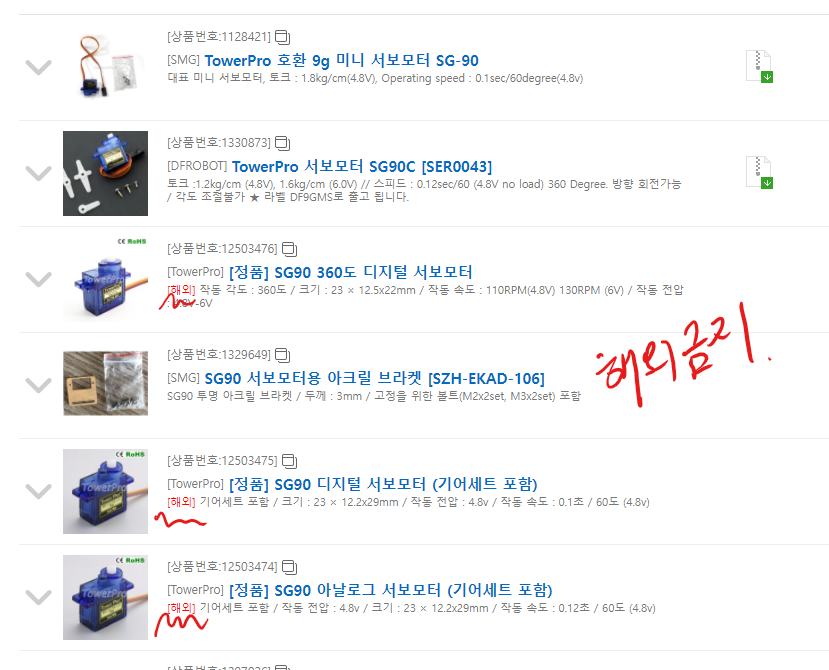 [상품번호:1128421]
[SMG] TowerPro 호환 9g 미니 서보모터 SG-90
대표 미니 서보모터, 토크 : 1.8kg/cm(4.8V), Operating speed : 0.1sec/60degree(4.8v)
[상품번호:1330873]
[DFROBOT] TowerPro 서보모터 SG90C [SER0043]
토크 :1.2kg/cm (4.8V), 1.6kg/cm (6.0V) // 스피드 : 0.12sec/60 (4.8V no load) 360 Degree. 방향 회전가능
/ 각도 조절불가 ★ 라벨 DF9GMS로 출고 됩니다.
CE RoHS
TowerPro
[상품번호:12503476]
[TowerPro] [정품] SG90 360도 디지털 서보모터
[해외] 작동 각도 : 360도 / 크기 : 23 × 12.5x22mm / 작동 속도 : 110RPM(4.8V) 130RPM (6V) / 작동 전압
: 4.8V-6V
해외금지.
[상품번호:1329649]
[SMG] SG90 서보모터용 아크릴 브라켓 [SZH-EKAD-106]
SG90 투명 아크릴 브라켓 / 두께 : 3mm / 고정을 위한 볼트(M2x2set, M3x2set) 포함
CE RoHS
TowerPro
[상품번호:12503475]
[TowerPro] [정품] SG90 디지털 서보모터 (기어세트 포함)
[해외] 기어세트 포함 / 크기 : 23 × 12.2x29mm / 작동 전압 : 4.8v / 작동 속도 : 0.1초 / 60도 (4.8v)
CE RoHS
TowerPro
[상품번호:12503474]
[TowerPro] [정품] SG90 아날로그 서보모터 (기어세트 포함)
[해외] 기어세트 포함 / 작동 전압 : 4.8v / 크기 : 23 × 12.2x29mm / 작동 속도 : 0.12초 / 60도 (4.8v)